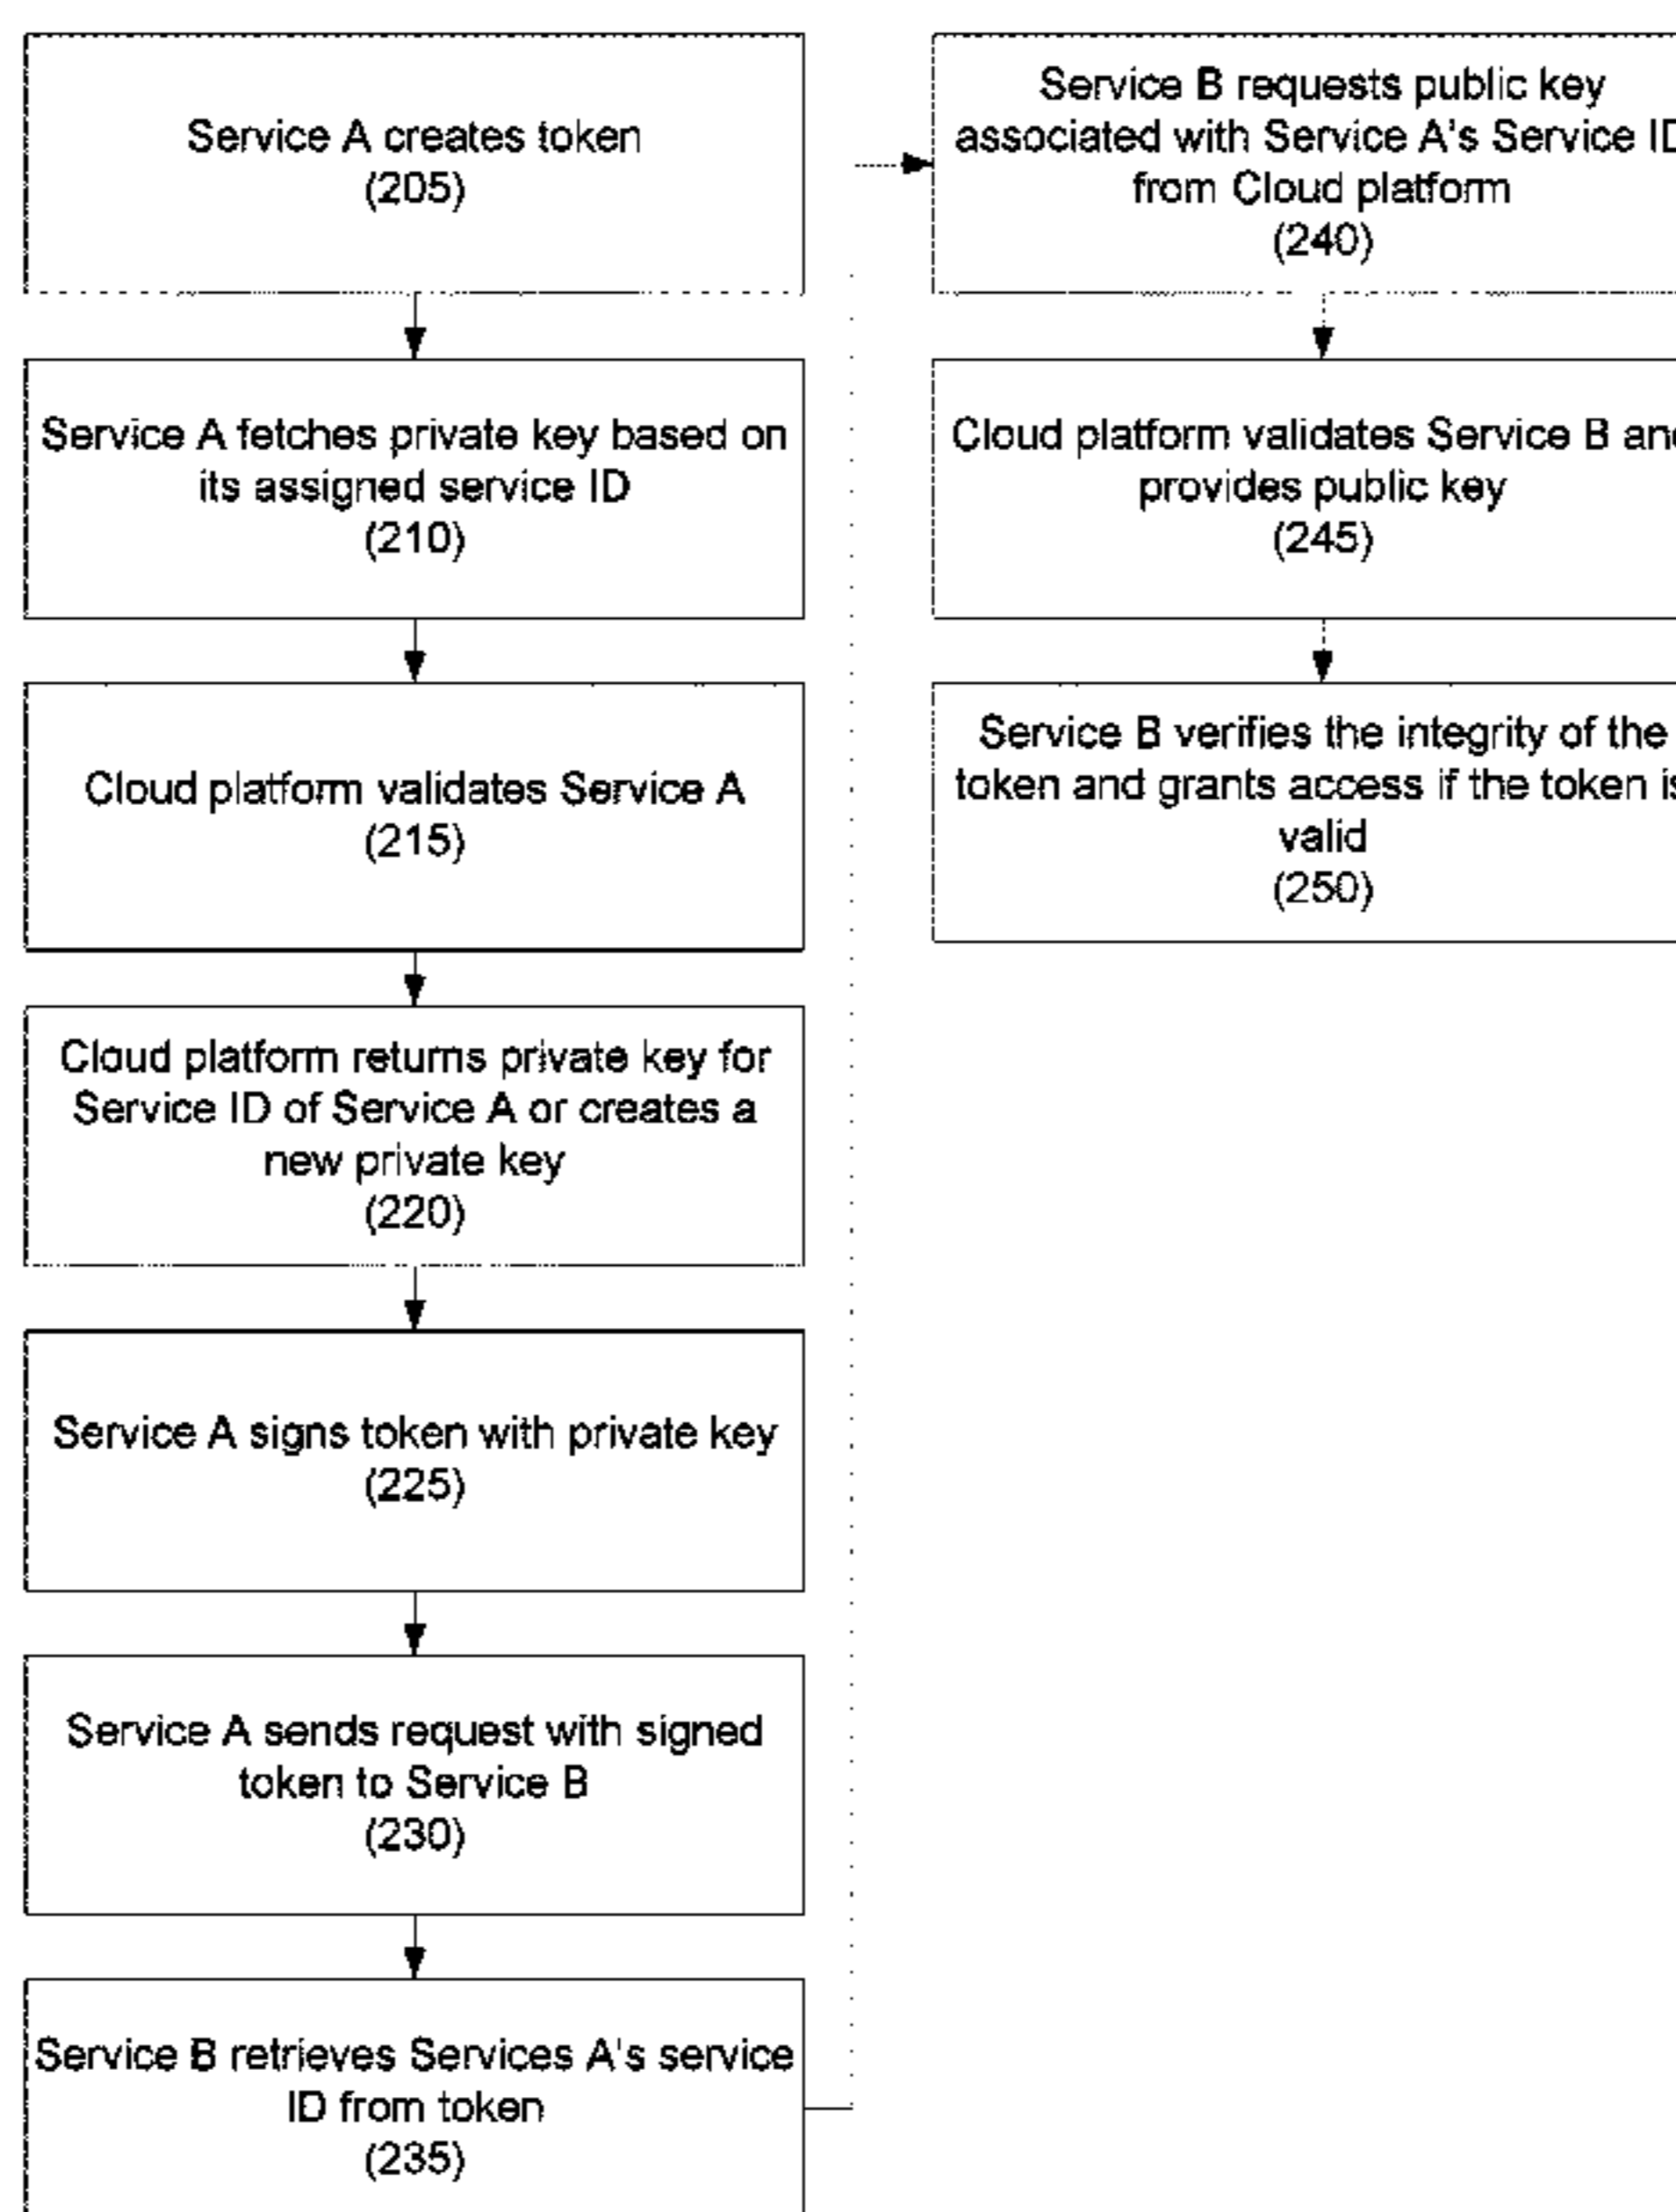 Service A creates token
(205)
Service A fetches private key based on
its assigned service ID
(210)
Cloud platform validates Service A
(215)
Cloud platform returns private key for
Service ID of Service A or creates a
new private key
(220)
Service A signs token with private key
(225)
Service A sends request with signed
token to Service B
(230)
Service B retrieves Services A's service
ID from token
(235)
Service B requests public key
associated with Service A's Service ID
from Cloud platform
(240)
Cloud platform validates Service B and
provides public key
(245)
Service B verifies the integrity of the
token and grants access if the token is
valid
(250)